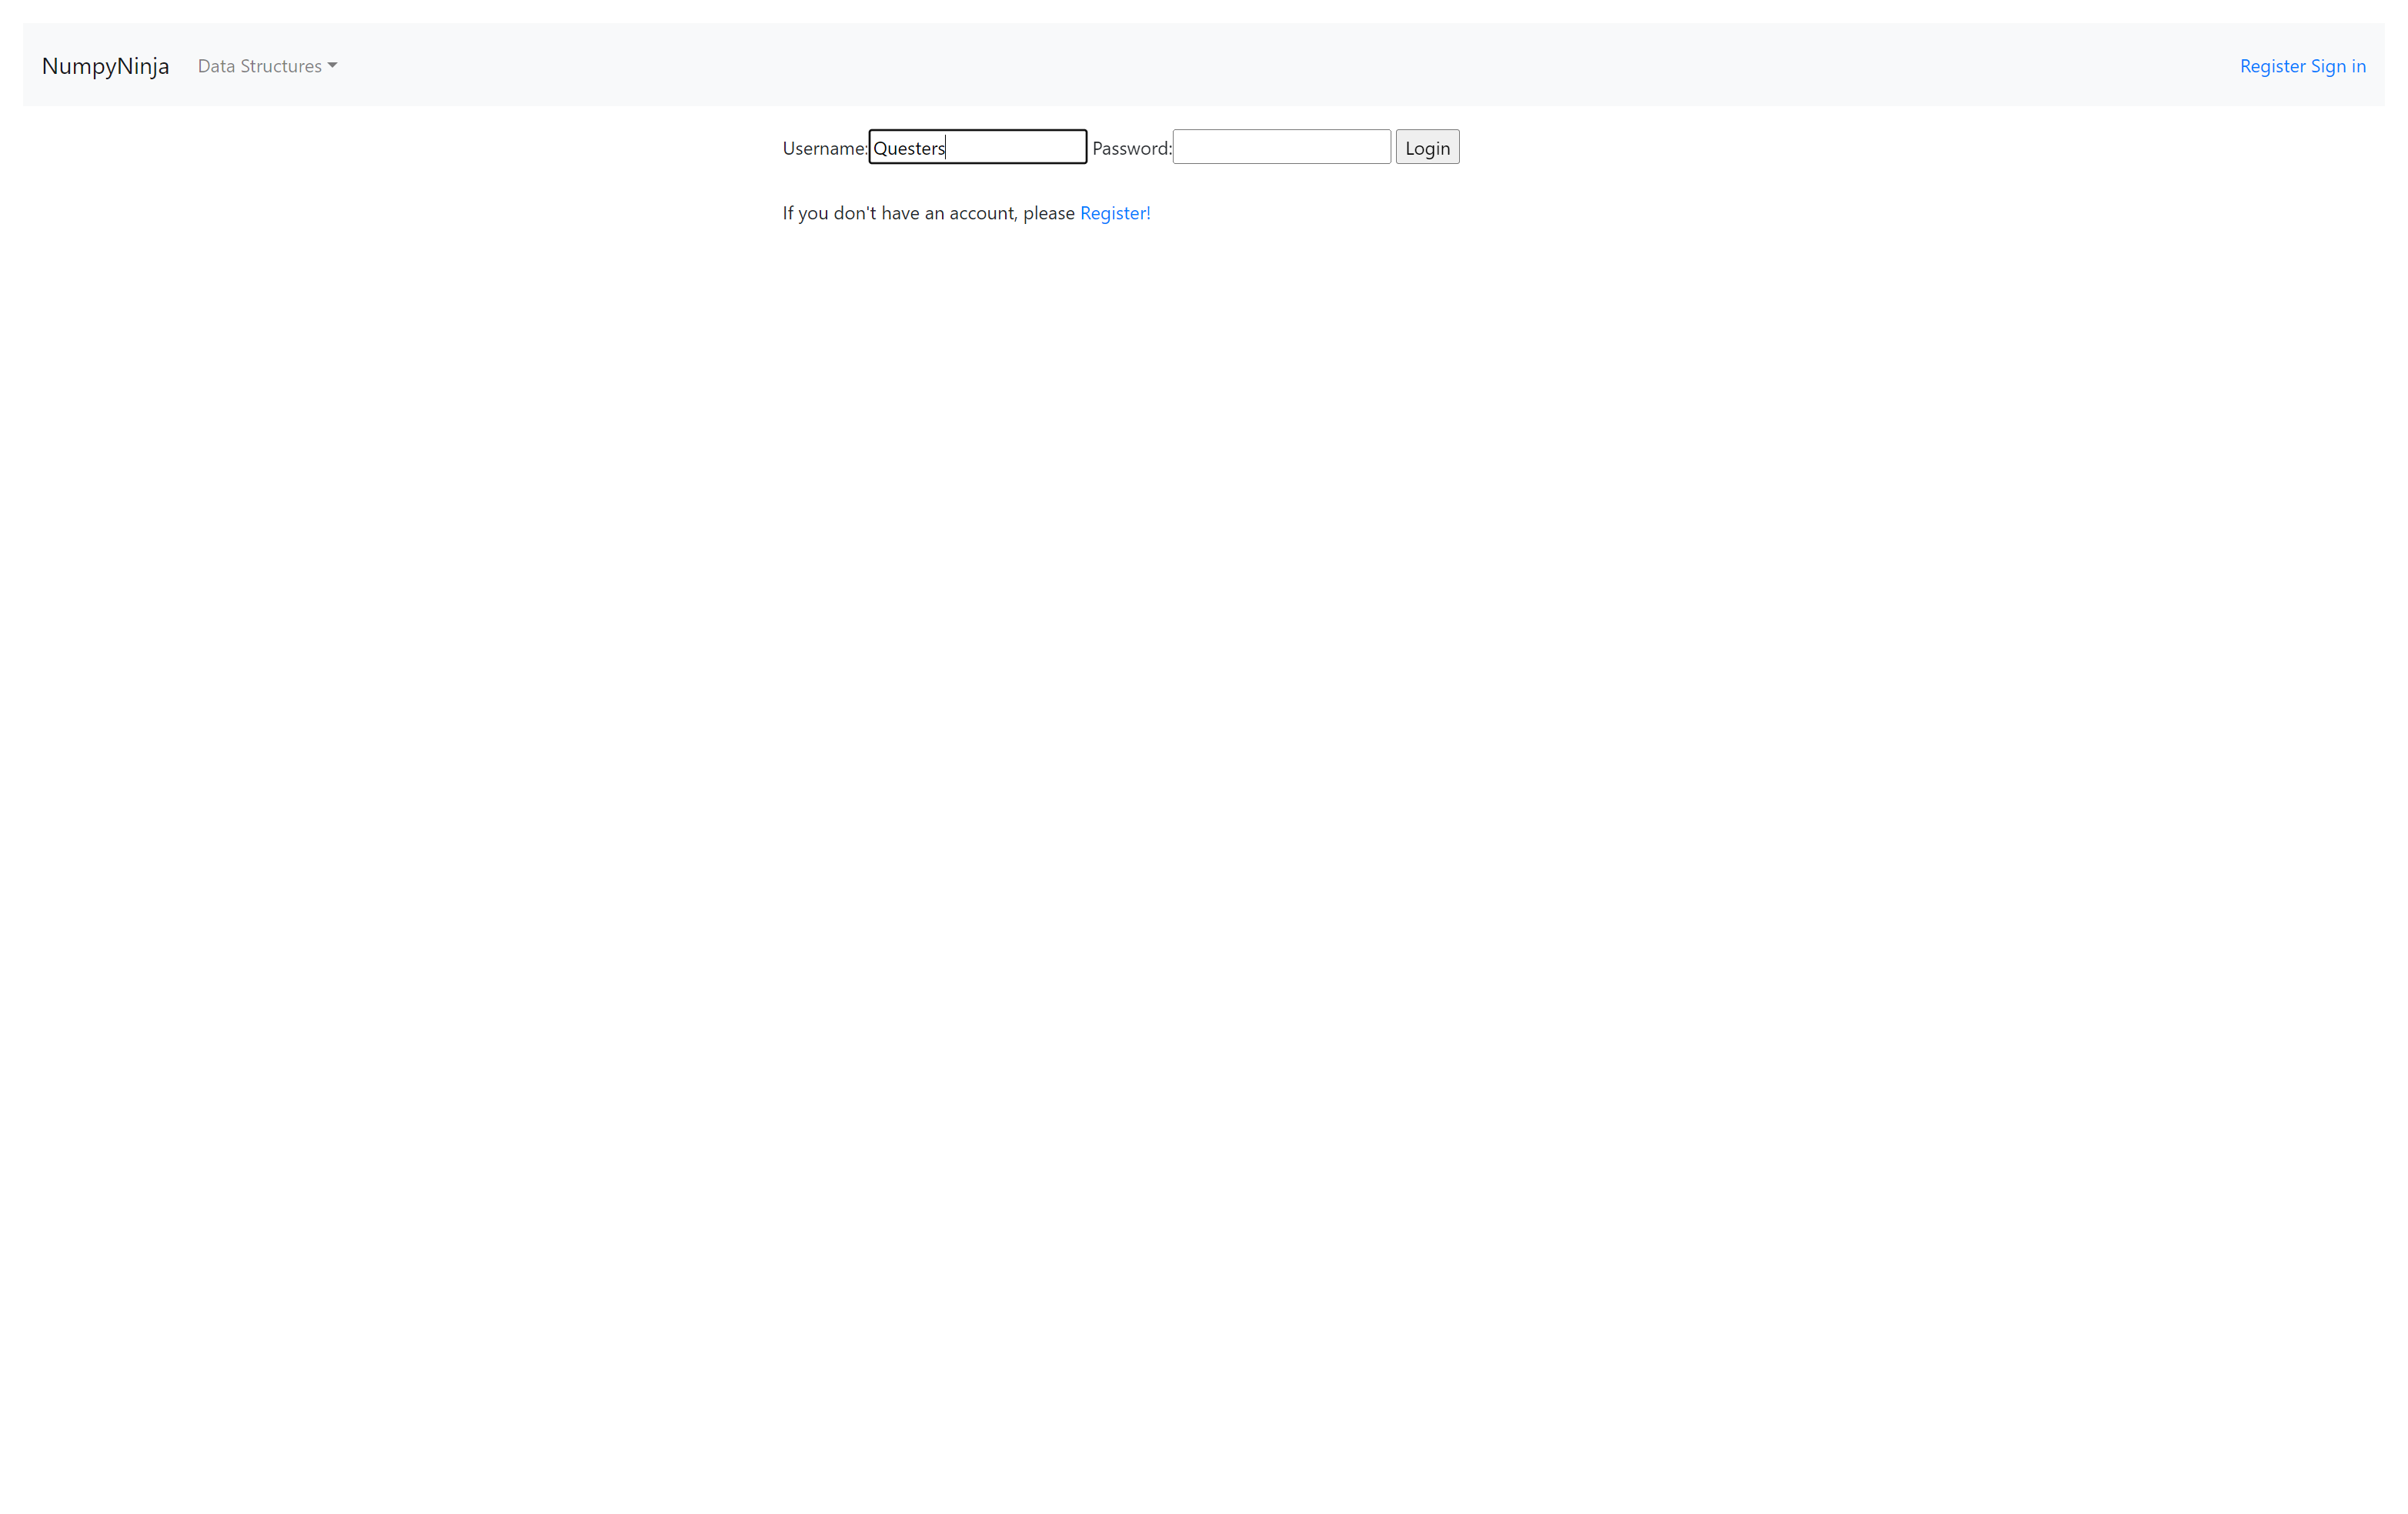 NumpyNinja Data Structures Register Sign in
Username: Questers Password: Login
If you don't have an account, please Register!